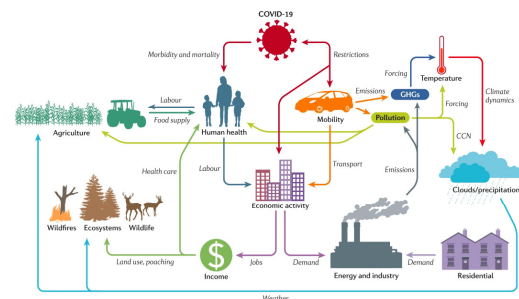 COVID-19
Morbidity and mortality
Restrictions
Forcing
Temperature
Emissions
GHGs
Climate
dynamics
Labour
Food supply
Forcing
Agriculture
Human health
Mobility
Pollution
CCN
Health care
Labour
Transport
Emissions
Clouds/precipitation
Economic activity
Wildfires
Ecosystems
Wildlife
Land use, poaching
$
Jobs
Demand
Demand
Income
Energy and industry
Residential
Weather